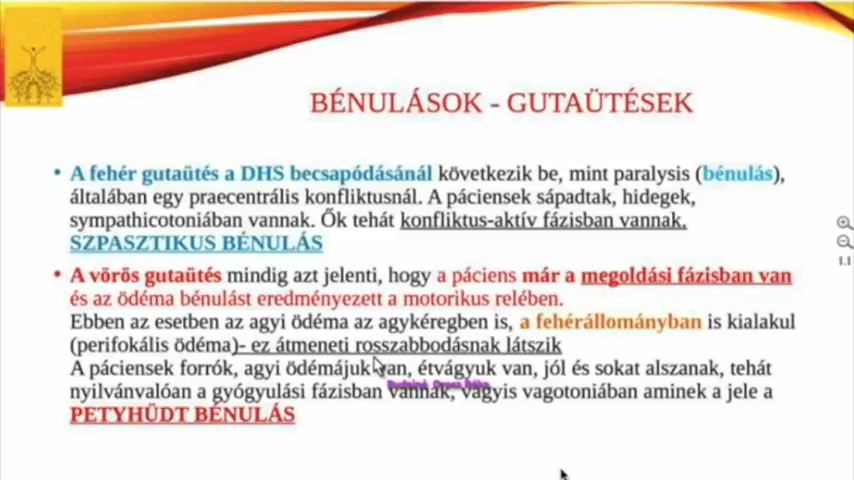 BÉNULÁSOK - GUTAÜTÉSEK
• A fehér gutaütés a DHS becsapódásánál következik be, mint paralysis (bénulás),
általában egy praecentrális konfliktusnál. A páciensek sápadtak, hidegek,
sympathicotoniában vannak. Ők tehát konfliktus-aktív fázisban vannak.
SZPASZTIKUS BÉNULÁS
• A vörös gutaütés mindig azt jelenti, hogy a páciens már a megoldási fázisban van
és az ödéma bénulást eredményezett a motorikus relében.
Ebben az esetben az agyi ödéma az agykéregben is, a fehérállományban is kialakul
(perifokális ödéma)- ez átmeneti rosszabbodásnak látszik
A páciensek forrók, agyi ödémájuk van, étvágyuk van, jól és sokat alszanak, tehát
nyilvánvalóan a gyógyulási fázisban vannak, vagyis vagotoniában aminek a jele a
PETYHÜDT BÉNULÁS
1:1